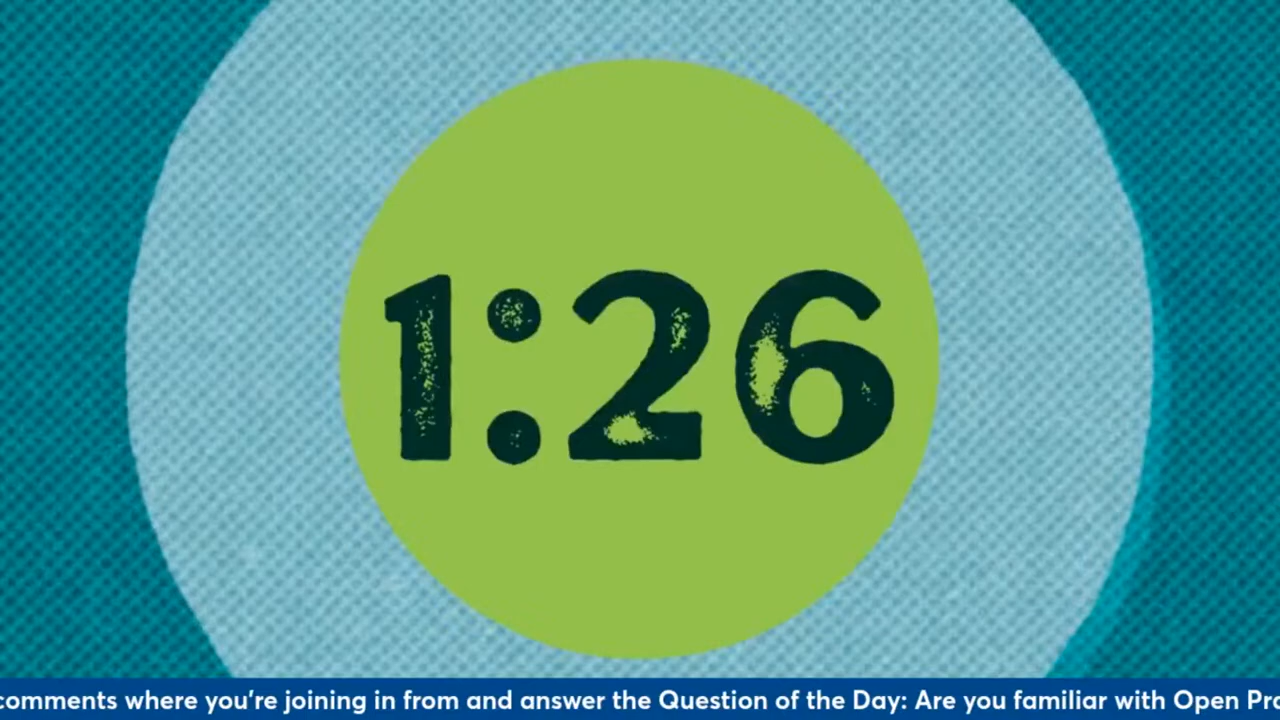 1:26
comments where you're joining in from and answer the Question of the Day: Are you familiar with Open